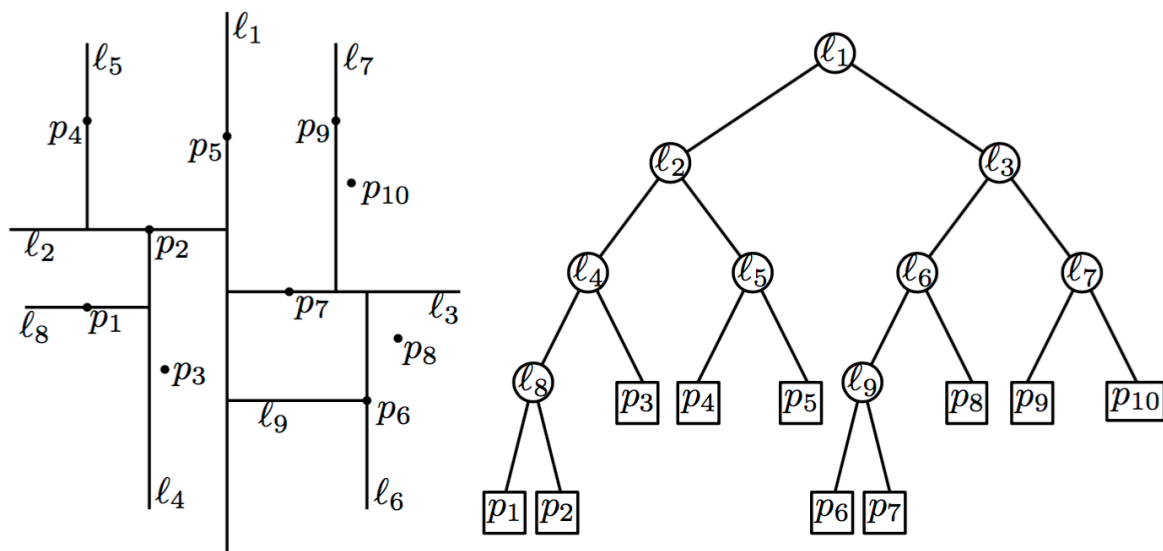 ℓ₁
ℓ₅
ℓ₇
p₄
p₅
p₉
p₁₀
ℓ₂
p₂
ℓ₈
p₁
p₇
ℓ₃
p₃
p₈
ℓ₉
p₆
ℓ₄
ℓ₆
ℓ₁
ℓ₂ ℓ₃
ℓ₄ ℓ₅ ℓ₆ ℓ₇
ℓ₈ p₃ p₄ p₅ ℓ₉ p₈ p₉ p₁₀
p₁ p₂ p₆ p₇